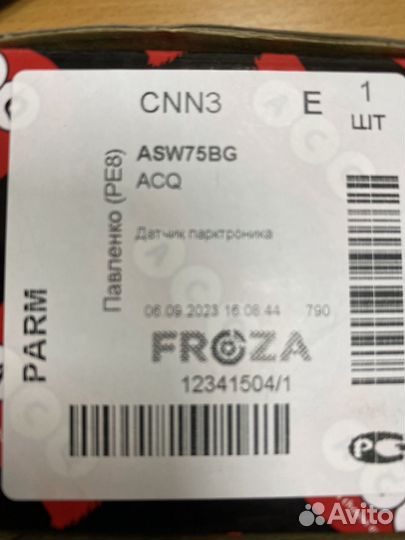 CNN3 E 1
шт
ASW75BG
ACQ
Датчик парктроника
Павленко (PE8)
PARM
06.09.2023 16:08:44 790
FROZA
12341504/1
Avito